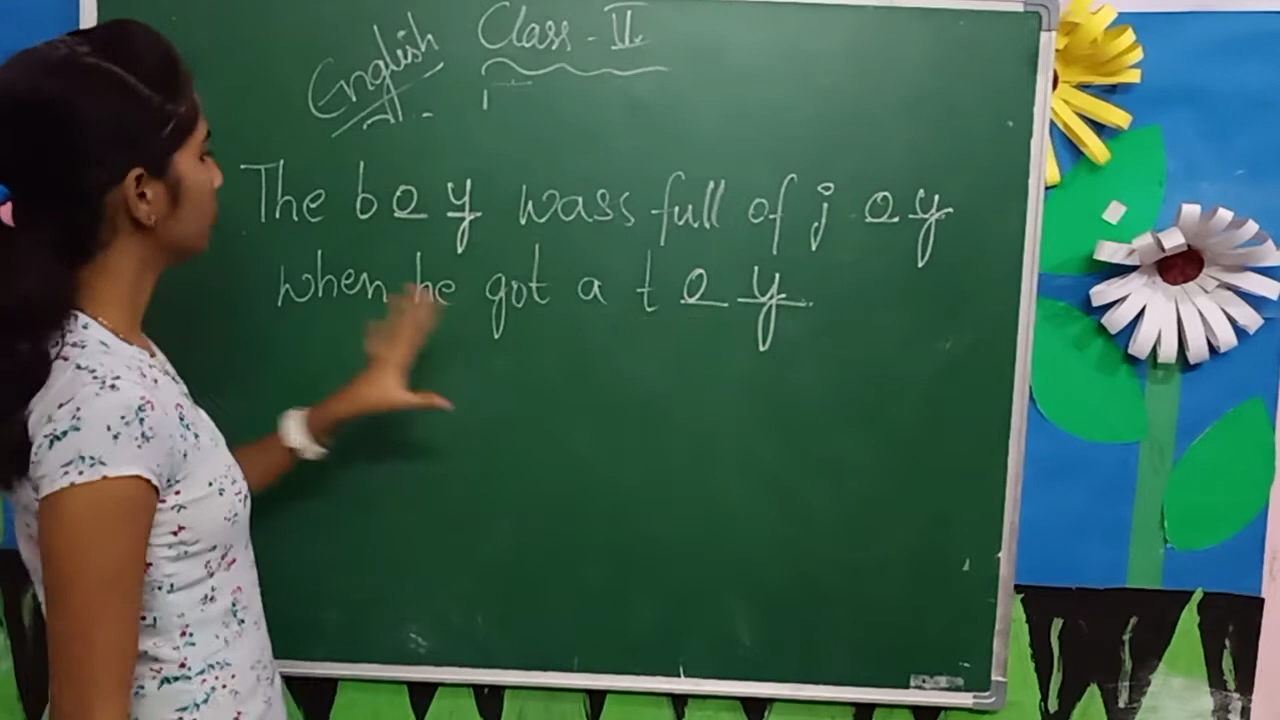 English
Class - II
The boy wass full of joy
when he got a toy.